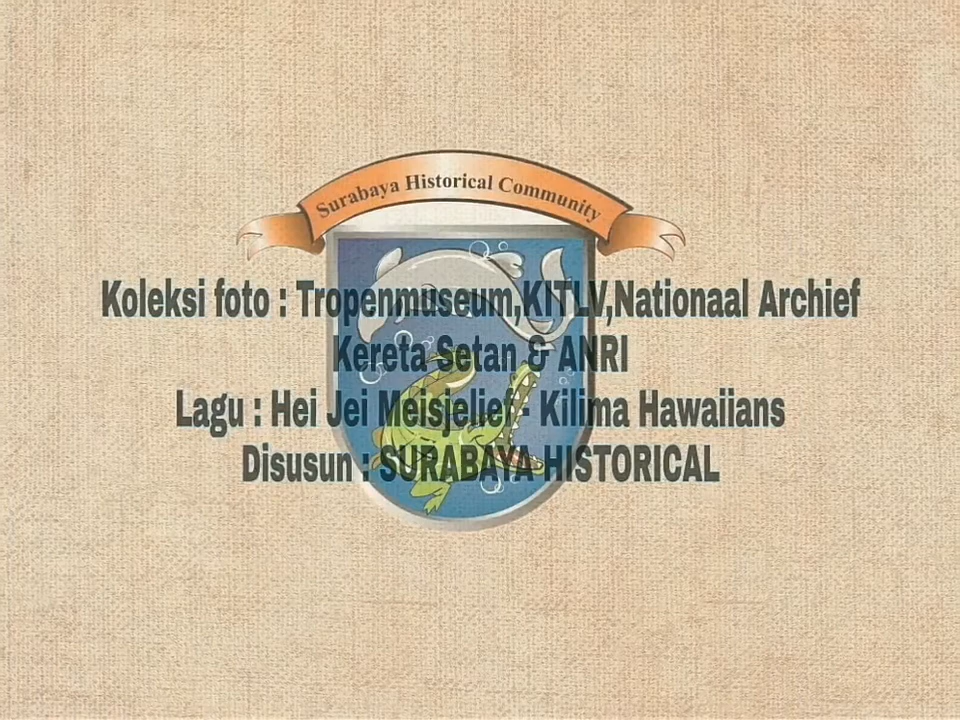 Surabaya Historical Community
Koleksi foto : Tropenmuseum,KITLV,Nationaal Archief
Kereta Setan & ANRI
Lagu : Hei Jei Meisjelief - Kilima Hawaiians
Disusun : SURABAYA HISTORICAL